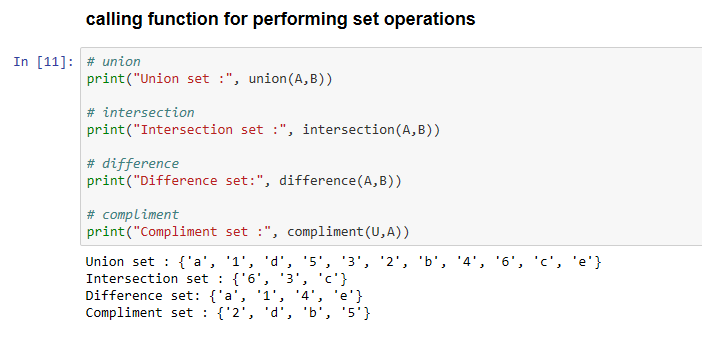 calling function for performing set operations
In [11]: # union
print("Union set :", union(A,B))
# intersection
print("Intersection set :", intersection(A,B))
# difference
print("Difference set:", difference(A,B))
# compliment
print("Compliment set :", compliment(U,A))
Union set : {'a', '1', 'd', '5', '3', '2', 'b', '4', '6', 'c', 'e'}
Intersection set : {'6', '3', 'c'}
Difference set: {'a', '1', '4', 'e'}
Compliment set : {'2', 'd', 'b', '5'}